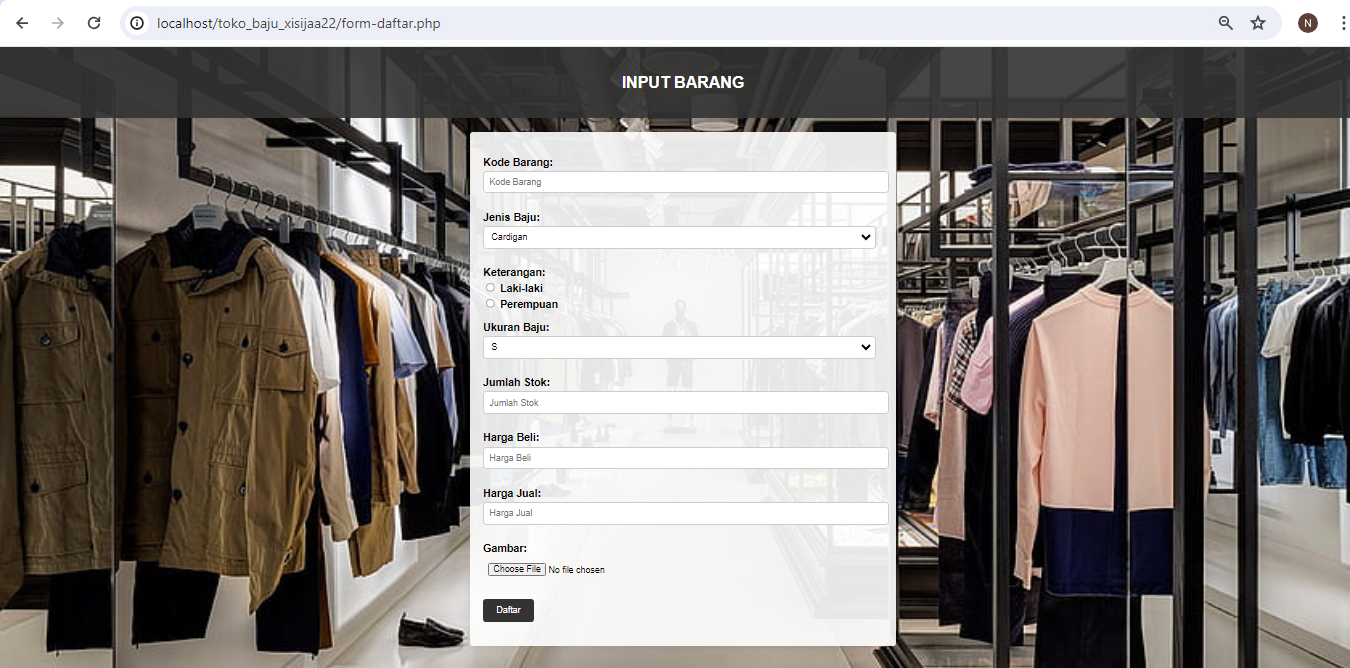 localhost/toko_baju_xisijaa22/form-daftar.php
N
INPUT BARANG
Kode Barang:
Kode Barang
Jenis Baju:
Cardigan
Keterangan:
Laki-laki
Perempuan
Ukuran Baju:
S
Jumlah Stok:
Jumlah Stok
Harga Beli:
Harga Beli
Harga Jual:
Harga Jual
Gambar:
Choose File No file chosen
Daftar